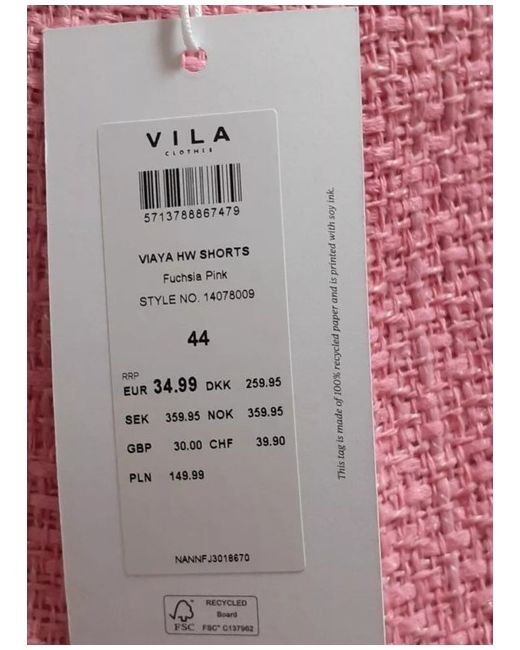 VILA
CLOTHES
5713788867479
VIAYA HW SHORTS
Fuchsia Pink
STYLE NO. 14078009
44
RRP
EUR 34.99 DKK 259.95
SEK 359.95 NOK 359.95
GBP 30.00 CHF 39.90
PLN 149.99
NANNFJ3018670
FSC
RECYCLED
Board
FSC® C137962
This tag is made of 100% recycled paper and is printed with soy ink.